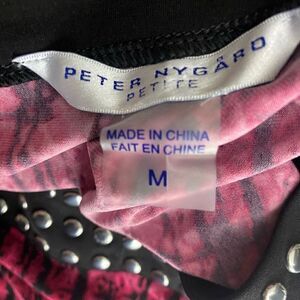 PETER NYGÅRD
PETITE
MADE IN CHINA
FAIT EN CHINE
M